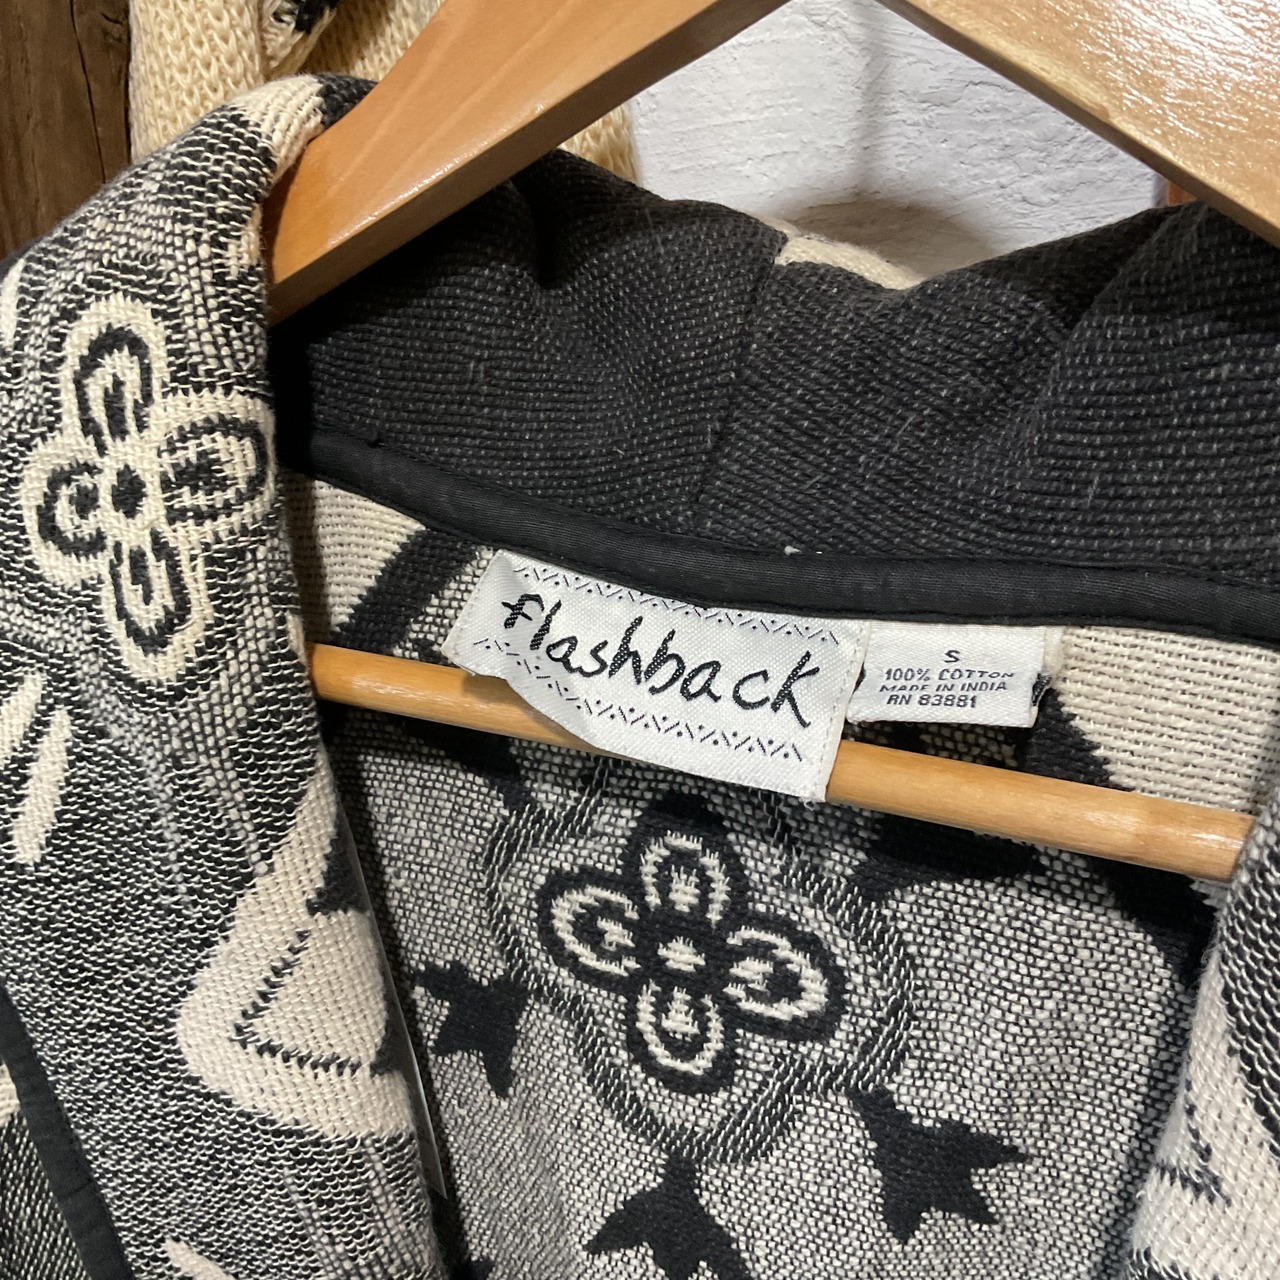 flashback
S
100% COTTON
MADE IN INDIA
RN 83881